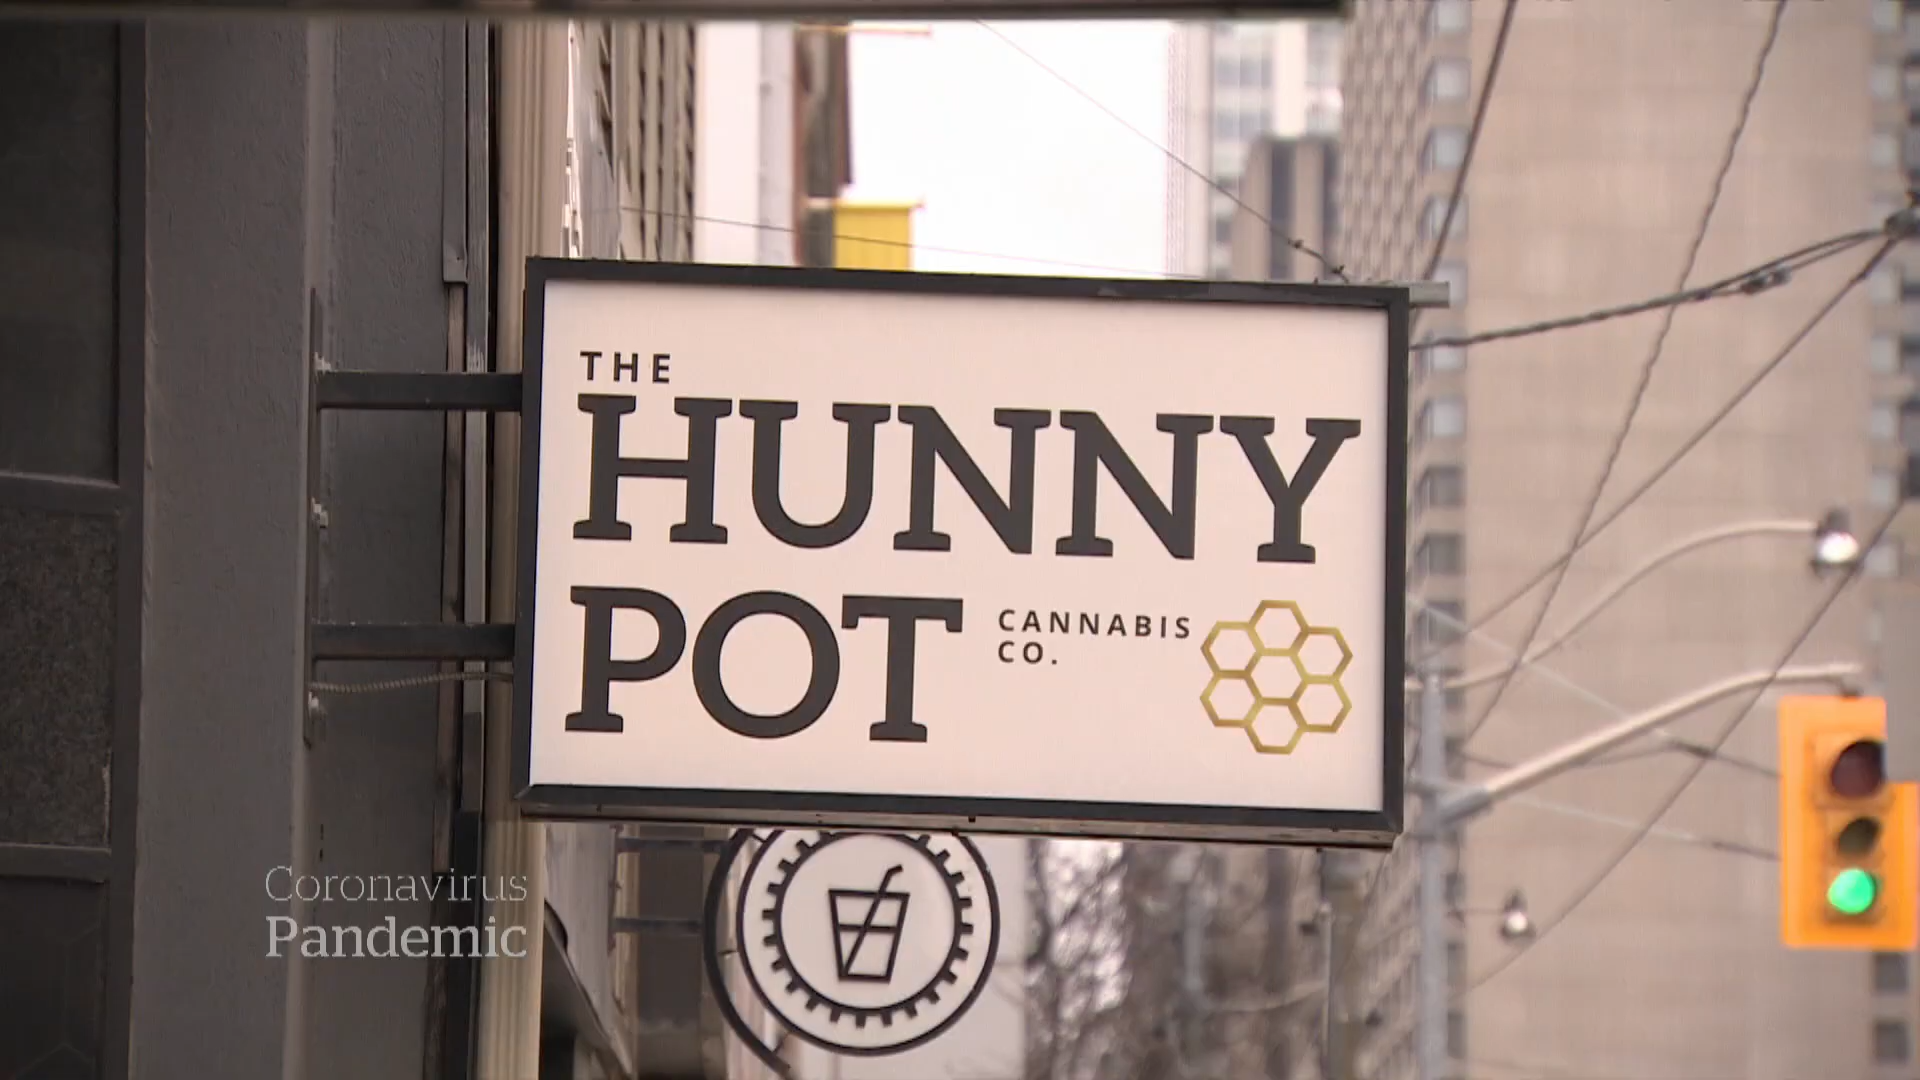 THE
HUNNY
POT
CANNABIS
CO.
Coronavirus
Pandemic